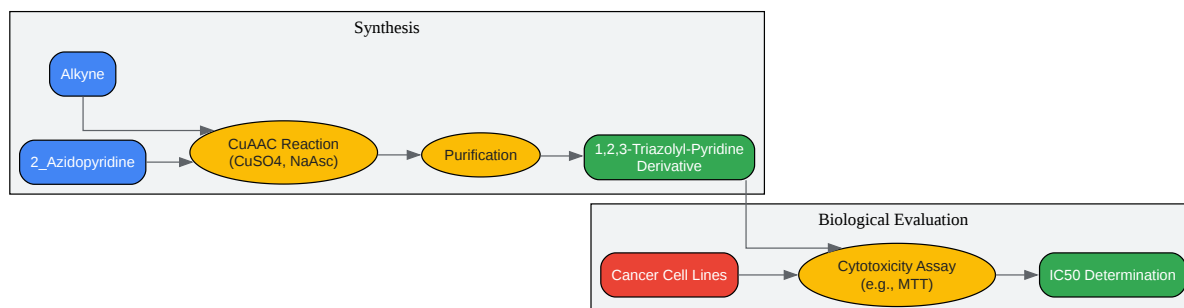 Synthesis
Alkyne
2_Azidopyridine
CuAAC Reaction
(CuSO4, NaAsc)
Purification
1,2,3-Triazolyl-Pyridine
Derivative
Biological Evaluation
Cancer Cell Lines
Cytotoxicity Assay
(e.g., MTT)
IC50 Determination